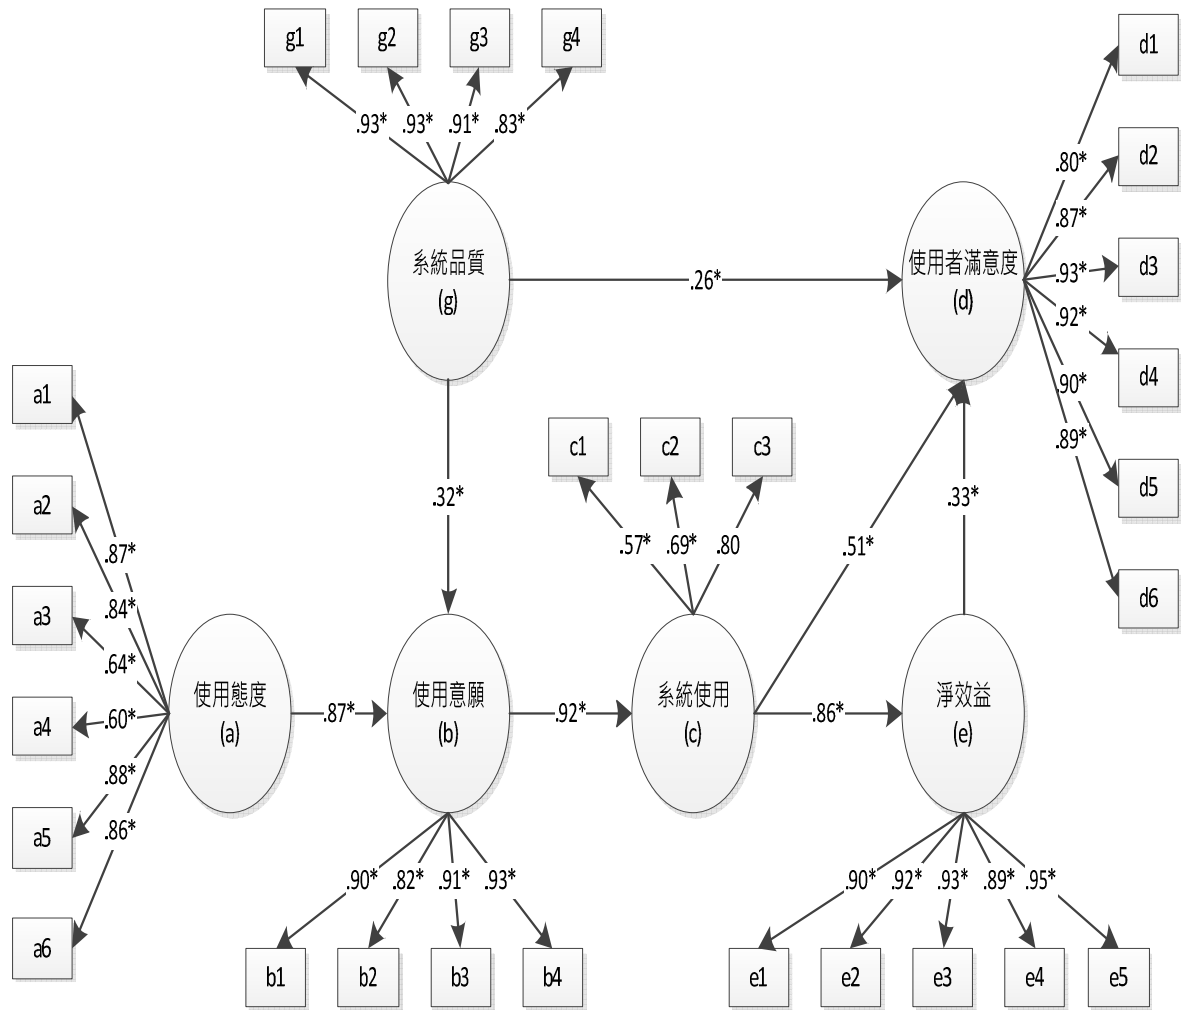 g1
g2
g3
g4
d1
d2
d3
d4
d5
d6
.93*
.93*
.91*
.83*
.80*
.87*
.93*
.92*
.90*
.89*
系統品質
(g)
使用者滿意度
(d)
.26*
.32*
.51*
.33*
a1
a2
a3
a4
a5
a6
.87*
.84*
.64*
.60*
.88*
.86*
c1
c2
c3
.57*
.69*
.80
使用態度
(a)
.87*
使用意願
(b)
.92*
系統使用
(c)
.86*
淨效益
(e)
.90*
.82*
.91*
.93*
.90*
.92*
.93*
.89*
.95*
b1
b2
b3
b4
e1
e2
e3
e4
e5